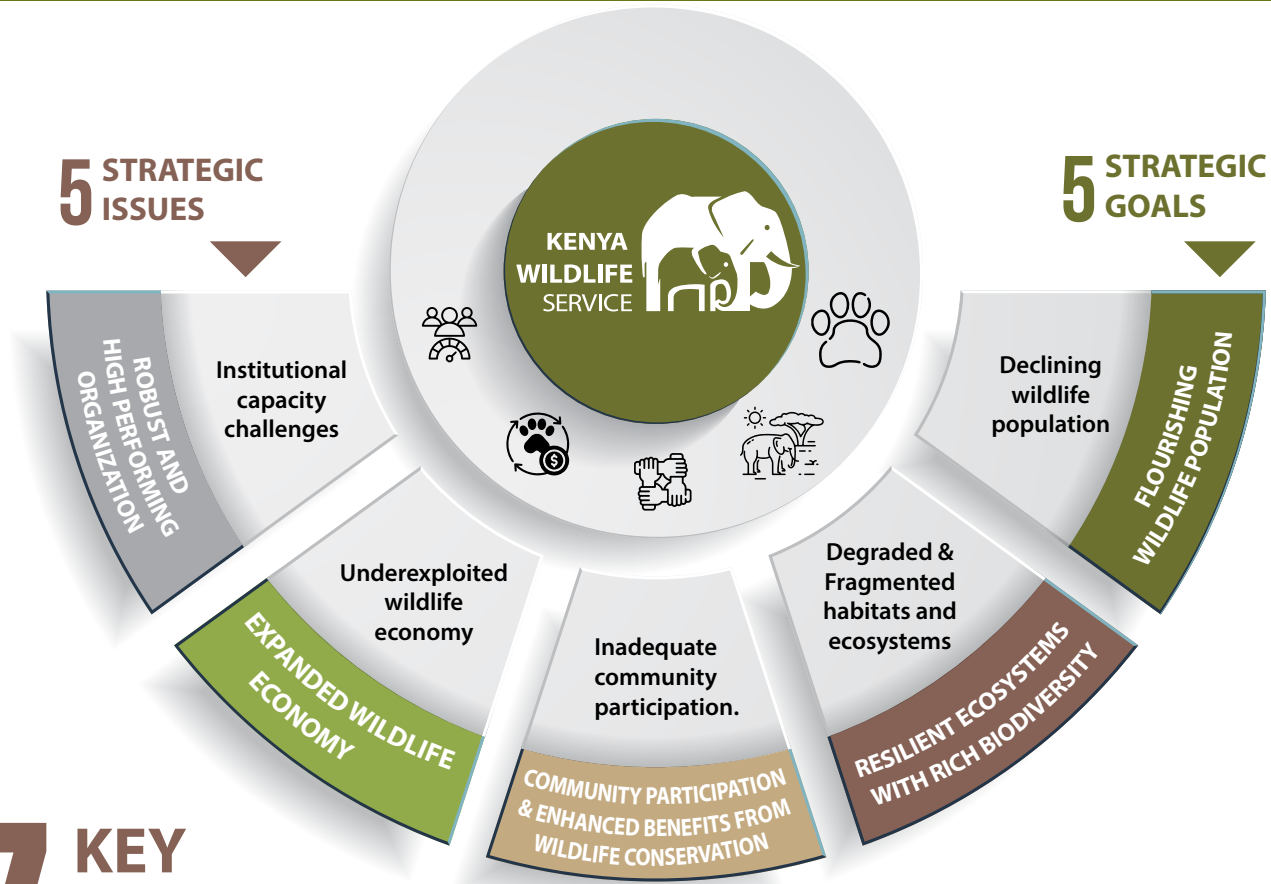 5 STRATEGIC
ISSUES
5 STRATEGIC
GOALS
KENYA
WILDLIFE
SERVICE
ROBUST AND
HIGH PERFORMING
ORGANIZATION
Institutional
capacity
challenges
EXPANDED WILDLIFE
ECONOMY
Underexploited
wildlife
economy
Inadequate
community
participation.
COMMUNITY PARTICIPATION
& ENHANCED BENEFITS FROM
WILDLIFE CONSERVATION
Degraded &
Fragmented
habitats and
ecosystems
RESILIENT ECOSYSTEMS
WITH RICH BIODIVERSITY
Declining
wildlife
population
FLOURISHING
WILDLIFE POPULATION
$
KEY